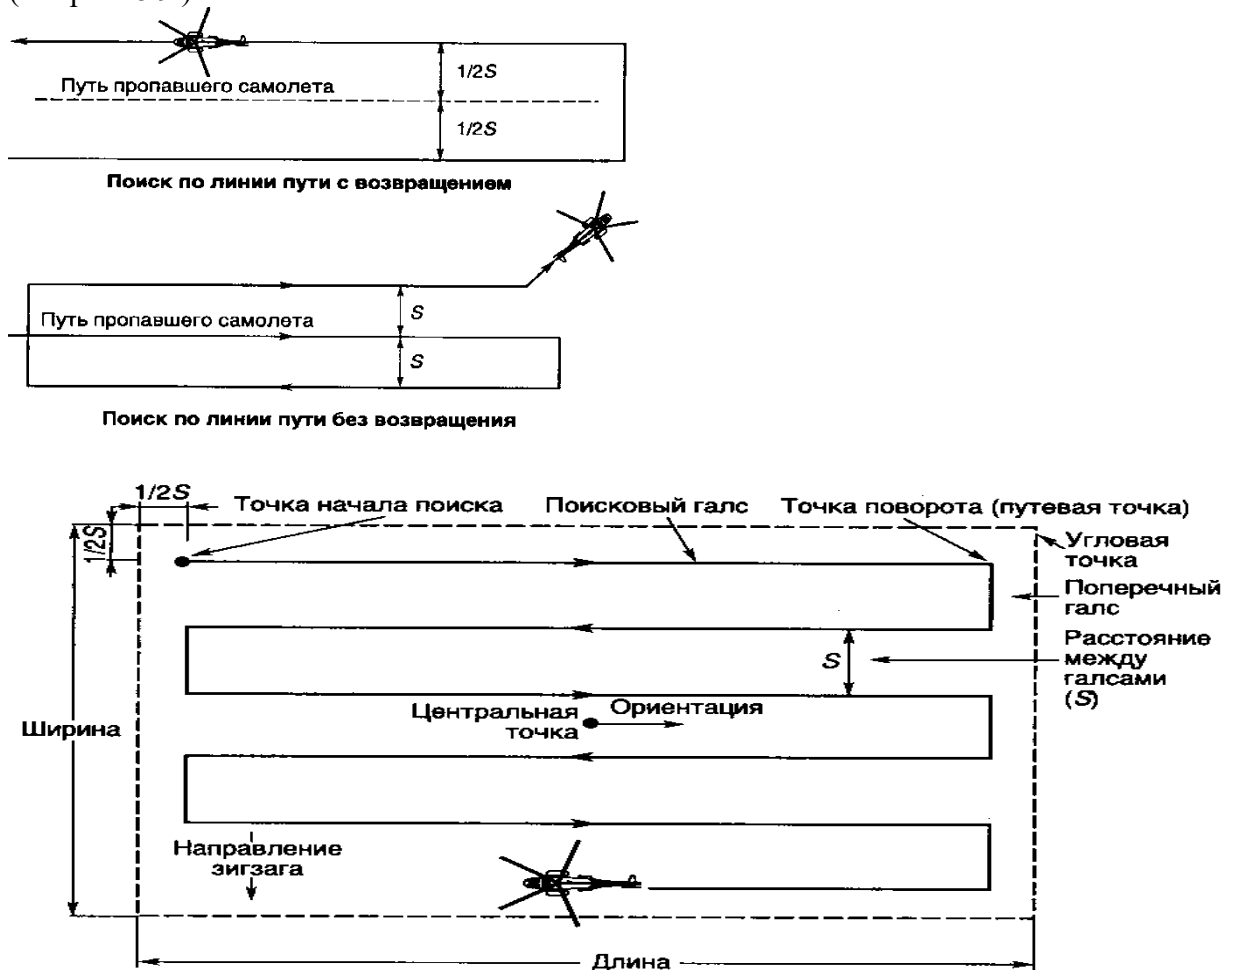 1/2S
Путь пропавшего самолета
1/2S
Поиск по линии пути с возвращением
S
Путь пропавшего самолета
S
Поиск по линии пути без возвращения
1/2S
Точка начала поиска
Поисковый галс
Точка поворота (путевая точка)
1/2S
Угловая
точка
Поперечный
галс
Расстояние
между
галсами
(S)
S
Центральная
точка
Ориентация
Ширина
Направление
зигзага
Длина